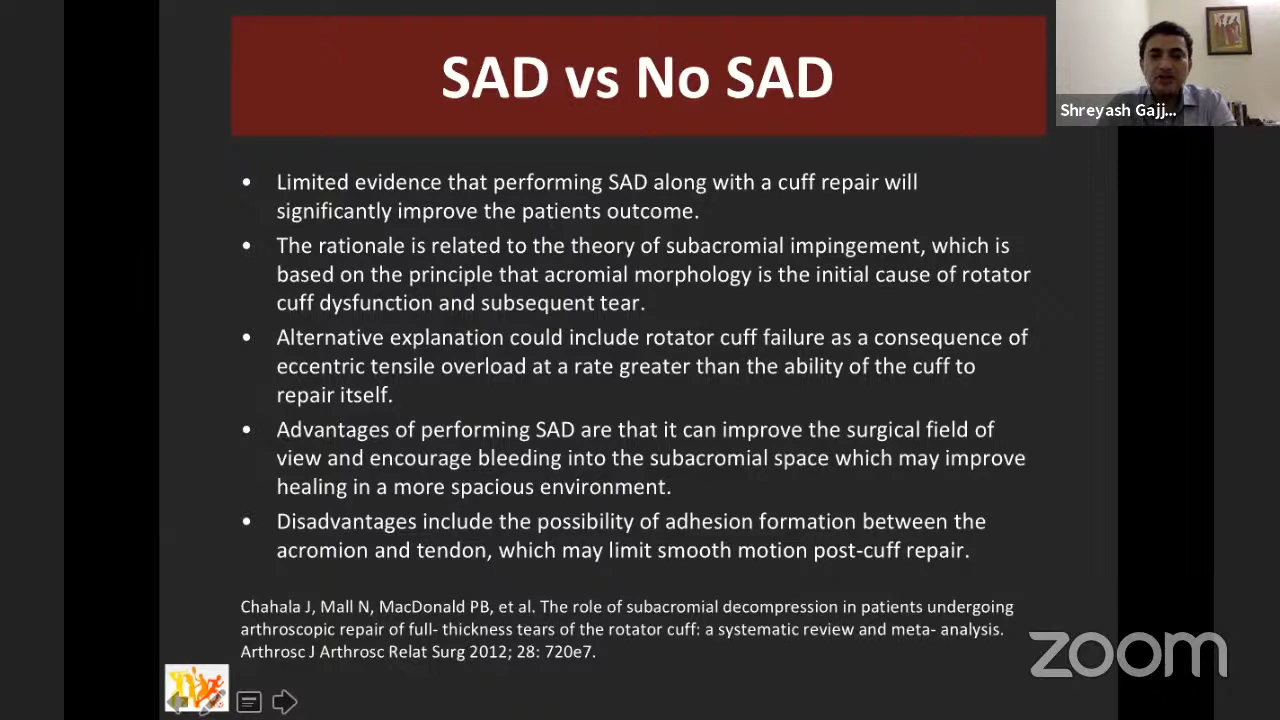 SAD vs No SAD
Shreyash Gajj...
• Limited evidence that performing SAD along with a cuff repair will
significantly improve the patients outcome.
• The rationale is related to the theory of subacromial impingement, which is
based on the principle that acromial morphology is the initial cause of rotator
cuff dysfunction and subsequent tear.
• Alternative explanation could include rotator cuff failure as a consequence of
eccentric tensile overload at a rate greater than the ability of the cuff to
repair itself.
• Advantages of performing SAD are that it can improve the surgical field of
view and encourage bleeding into the subacromial space which may improve
healing in a more spacious environment.
• Disadvantages include the possibility of adhesion formation between the
acromion and tendon, which may limit smooth motion post-cuff repair.
Chahala J, Mall N, MacDonald PB, et al. The role of subacromial decompression in patients undergoing
arthroscopic repair of full- thickness tears of the rotator cuff: a systematic review and meta- analysis.
Arthrosc J Arthrosc Relat Surg 2012; 28: 720e7.
zoom